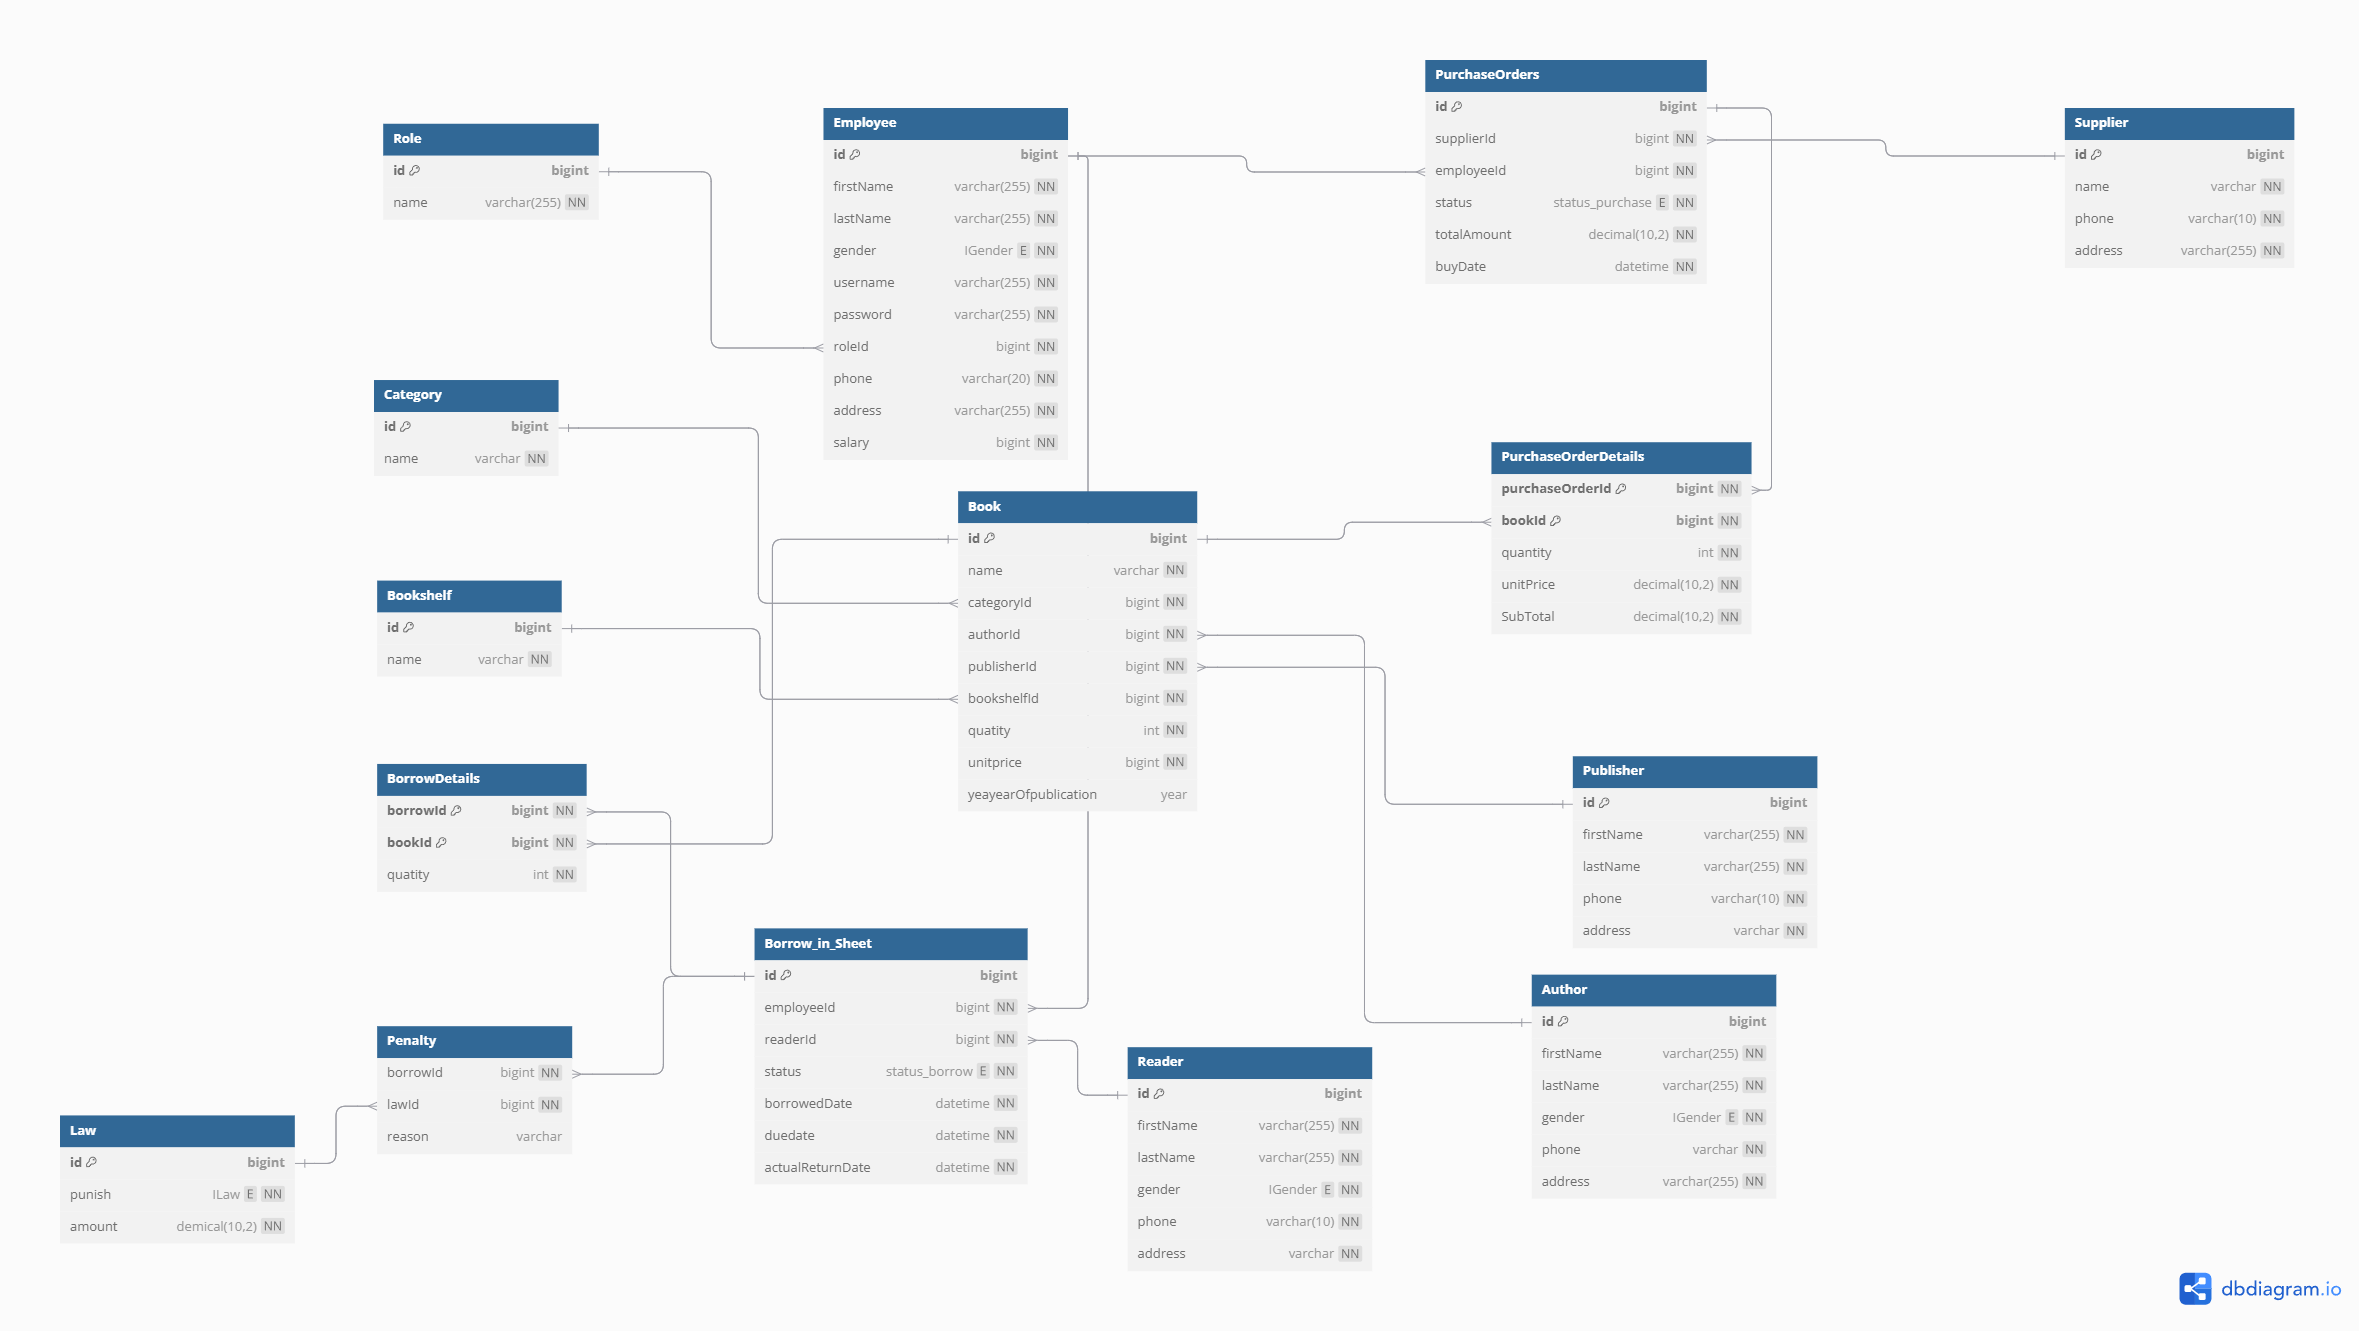 Role
id bigint
name varchar(255) NN
Employee
id bigint
firstName varchar(255) NN
lastName varchar(255) NN
gender IGender E NN
username varchar(255) NN
password varchar(255) NN
roleId bigint NN
phone varchar(20) NN
address varchar(255) NN
salary bigint NN
PurchaseOrders
id bigint
supplierId bigint NN
employeeId bigint NN
status status_purchase E NN
totalAmount decimal(10,2) NN
buyDate datetime NN
Supplier
id bigint
name varchar NN
phone varchar(10) NN
address varchar(255) NN
Category
id bigint
name varchar NN
Book
id bigint
name varchar NN
categoryId bigint NN
authorId bigint NN
publisherId bigint NN
bookshelfId bigint NN
quatity int NN
unitprice bigint NN
yeayearOfpublication year
PurchaseOrderDetails
purchaseOrderId bigint NN
bookId bigint NN
quantity int NN
unitPrice decimal(10,2) NN
SubTotal decimal(10,2) NN
Bookshelf
id bigint
name varchar NN
BorrowDetails
borrowId bigint NN
bookId bigint NN
quatity int NN
Publisher
id bigint
firstName varchar(255) NN
lastName varchar(255) NN
phone varchar(10) NN
address varchar NN
Borrow_in_Sheet
id bigint
employeeId bigint NN
readerId bigint NN
status status_borrow E NN
borrowedDate datetime NN
duedate datetime NN
actualReturnDate datetime NN
Author
id bigint
firstName varchar(255) NN
lastName varchar(255) NN
gender IGender E NN
phone varchar NN
address varchar(255) NN
Penalty
borrowId bigint NN
lawId bigint NN
reason varchar
Reader
id bigint
firstName varchar(255) NN
lastName varchar(255) NN
gender IGender E NN
phone varchar(10) NN
address varchar NN
Law
id bigint
punish ILaw E NN
amount demical(10,2) NN
dbdiagram.io